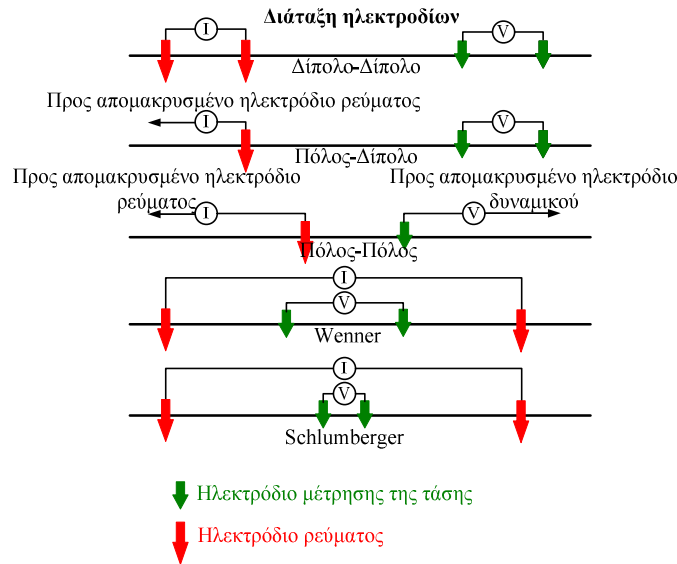 Διάταξη ηλεκτροδίων
I
V
Δίπολο-Δίπολο
Προς απομακρυσμένο ηλεκτρόδιο ρεύματος
I
V
Πόλος-Δίπολο
Προς απομακρυσμένο ηλεκτρόδιο
ρεύματος
Προς απομακρυσμένο ηλεκτρόδιο
δυναμικού
I
V
Πόλος-Πόλος
I
V
Wenner
I
V
Schlumberger
Ηλεκτρόδιο μέτρησης της τάσης
Ηλεκτρόδιο ρεύματος